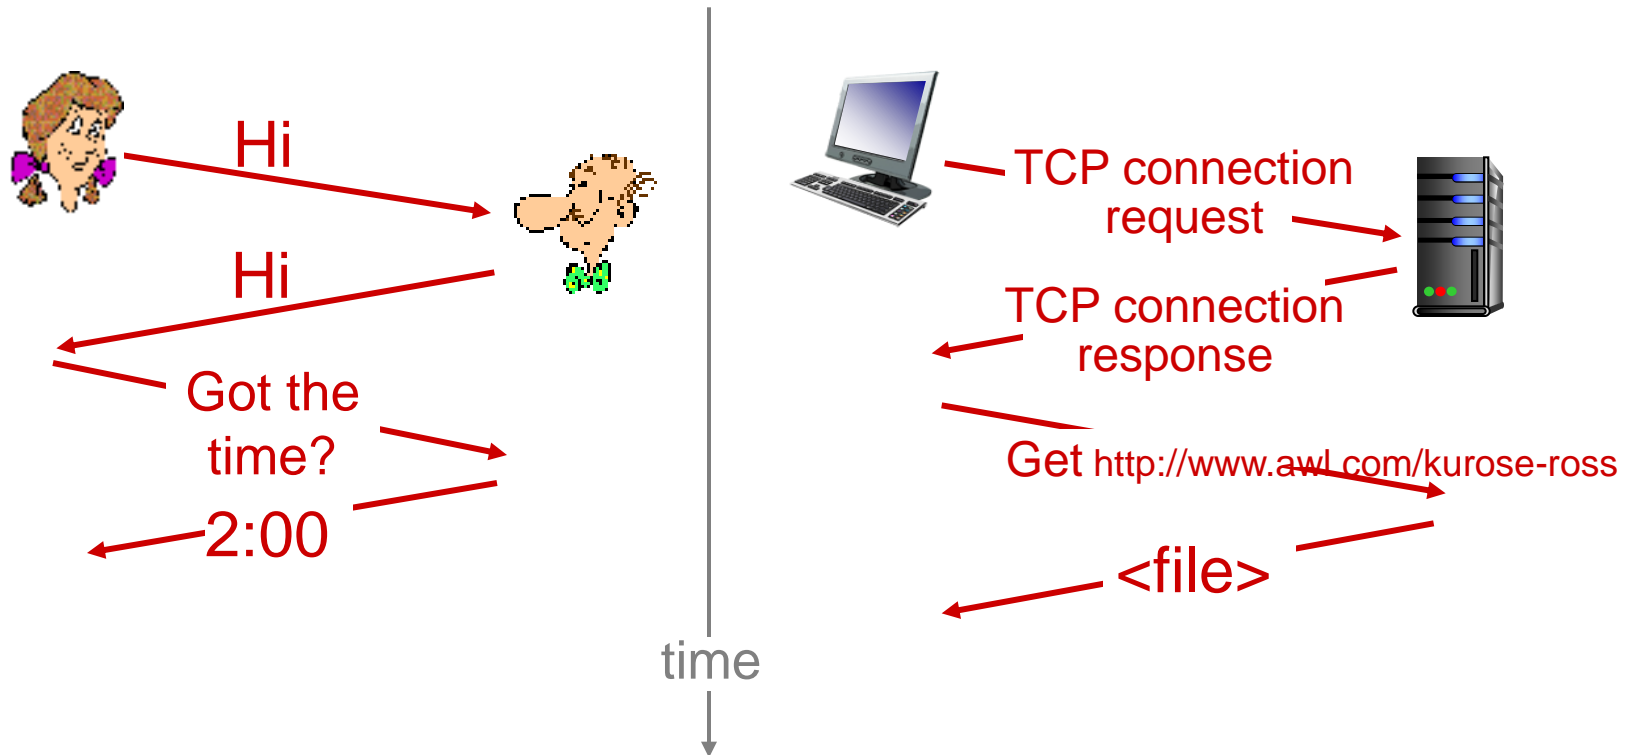 Hi
Hi
Got the
time?
2:00
time
TCP connection
request
TCP connection
response
Get http://www.awl.com/kurose-ross
<file>